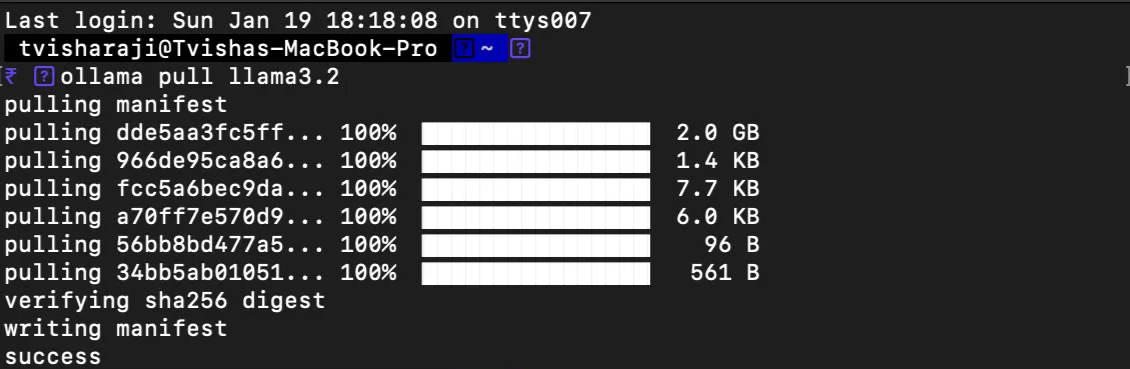 Last login: Sun Jan 19 18:18:08 on ttys007
tvisharaji@Tvishas-MacBook-Pro ~
₹ ollama pull llama3.2
pulling manifest
pulling dde5aa3fc5ff... 100% 2.0 GB
pulling 966de95ca8a6... 100% 1.4 KB
pulling fcc5a6bec9da... 100% 7.7 KB
pulling a70ff7e570d9... 100% 6.0 KB
pulling 56bb8bd477a5... 100% 96 B
pulling 34bb5ab01051... 100% 561 B
verifying sha256 digest
writing manifest
success